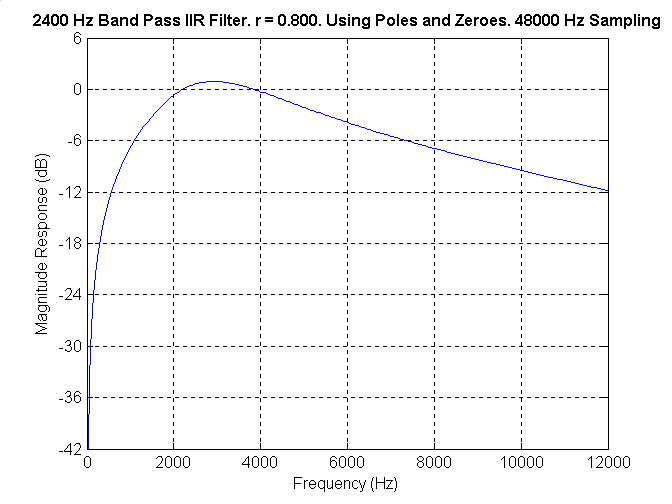 2400 Hz Band Pass IIR Filter. r = 0.800. Using Poles and Zeroes. 48000 Hz Sampling
6
0
-6
-12
-18
-24
-30
-36
-42
Magnitude Response (dB)
0 2000 4000 6000 8000 10000 12000
Frequency (Hz)